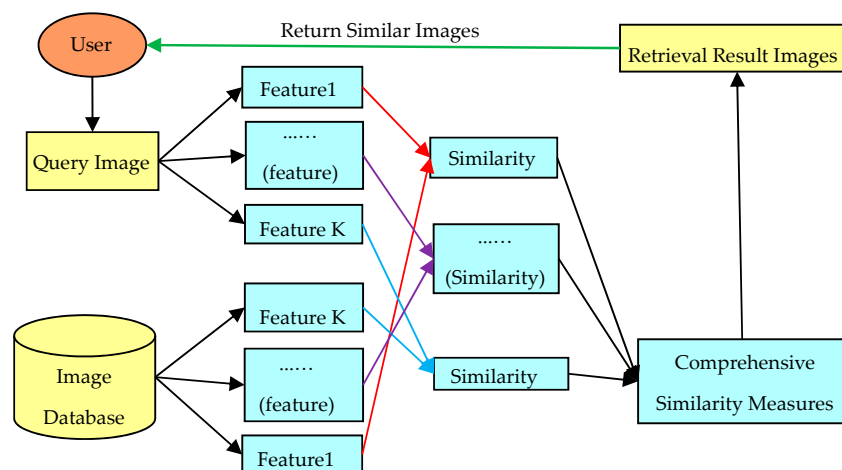 User
Return Similar Images
Retrieval Result Images
Query Image
Feature1
...…
(feature)
Feature K
Similarity
...…
(Similarity)
Similarity
Image
Database
Feature K
...…
(feature)
Feature1
Comprehensive
Similarity Measures